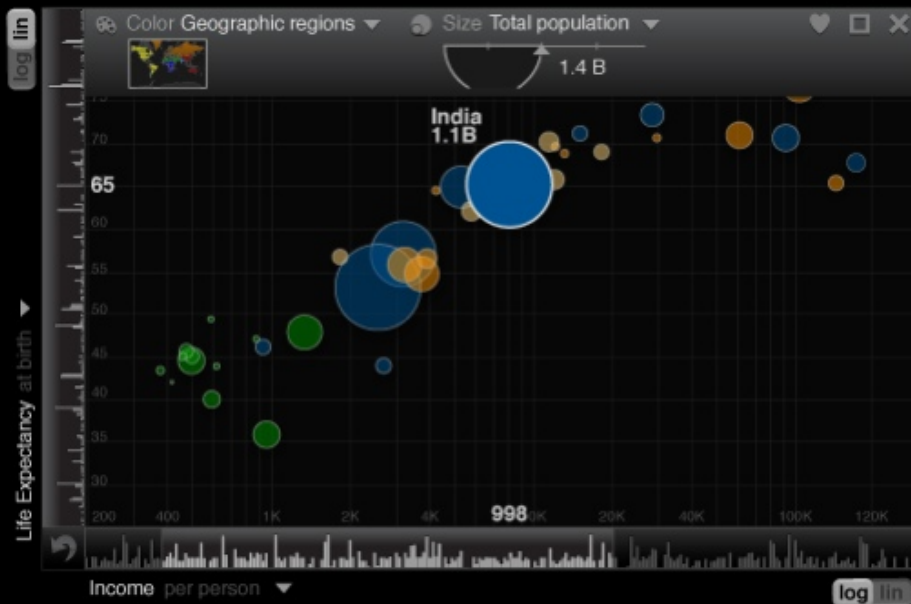 lin
log
Color Geographic regions
Size Total population
1.4 B
India
1.1B
70
65
60
55
50
45
40
35
30
Life Expectancy at birth
200 400 1K 2K 4K 998 20K 40K 100K 120K
Income per person
log lin